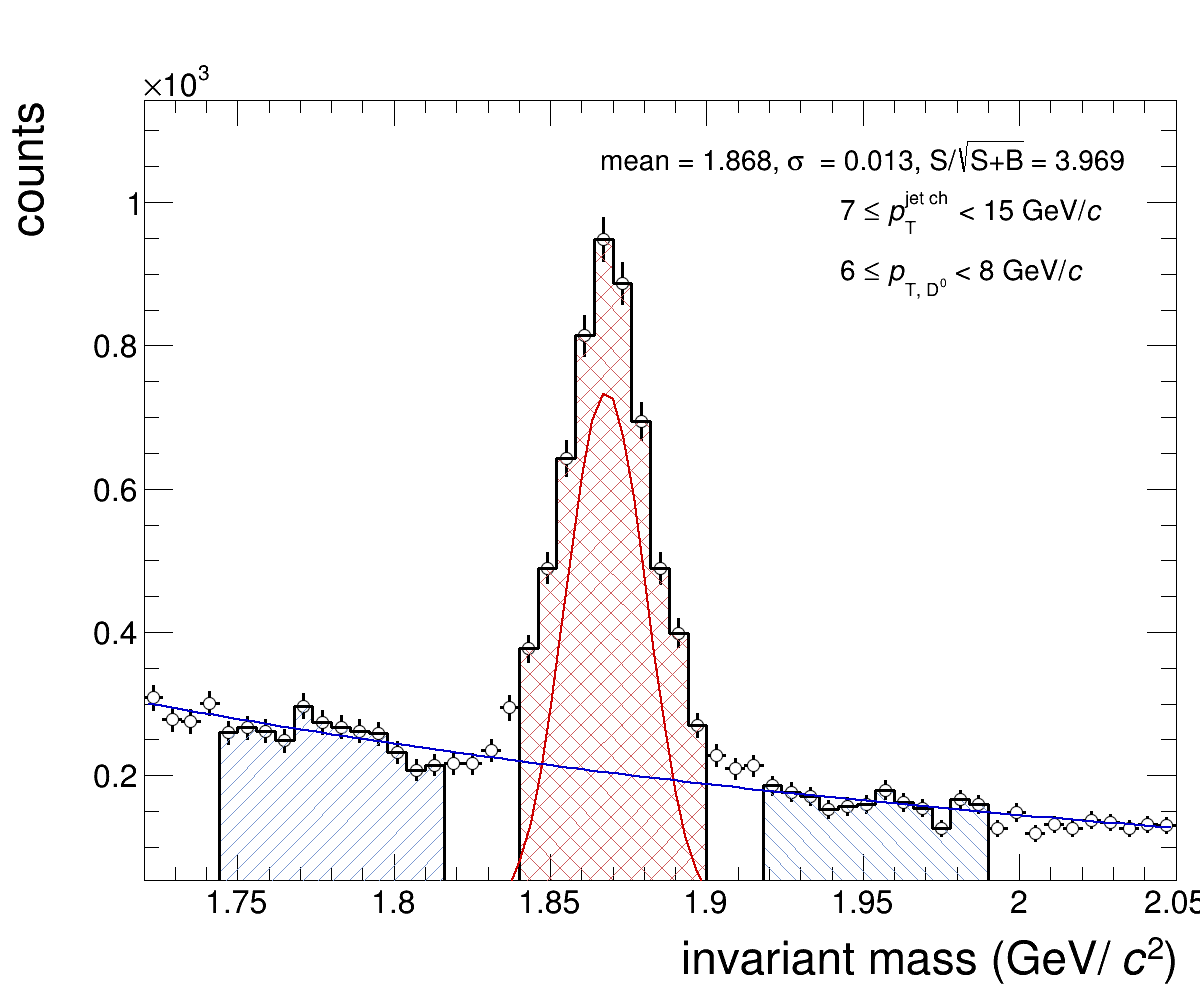 ×10³
counts
mean = 1.868, σ = 0.013, S/√S+B = 3.969
7 ≤ p_T^jet ch < 15 GeV/c
6 ≤ p_T, D⁰ < 8 GeV/c
1
0.8
0.6
0.4
0.2
1.75 1.8 1.85 1.9 1.95 2 2.05
invariant mass (GeV/ c²)